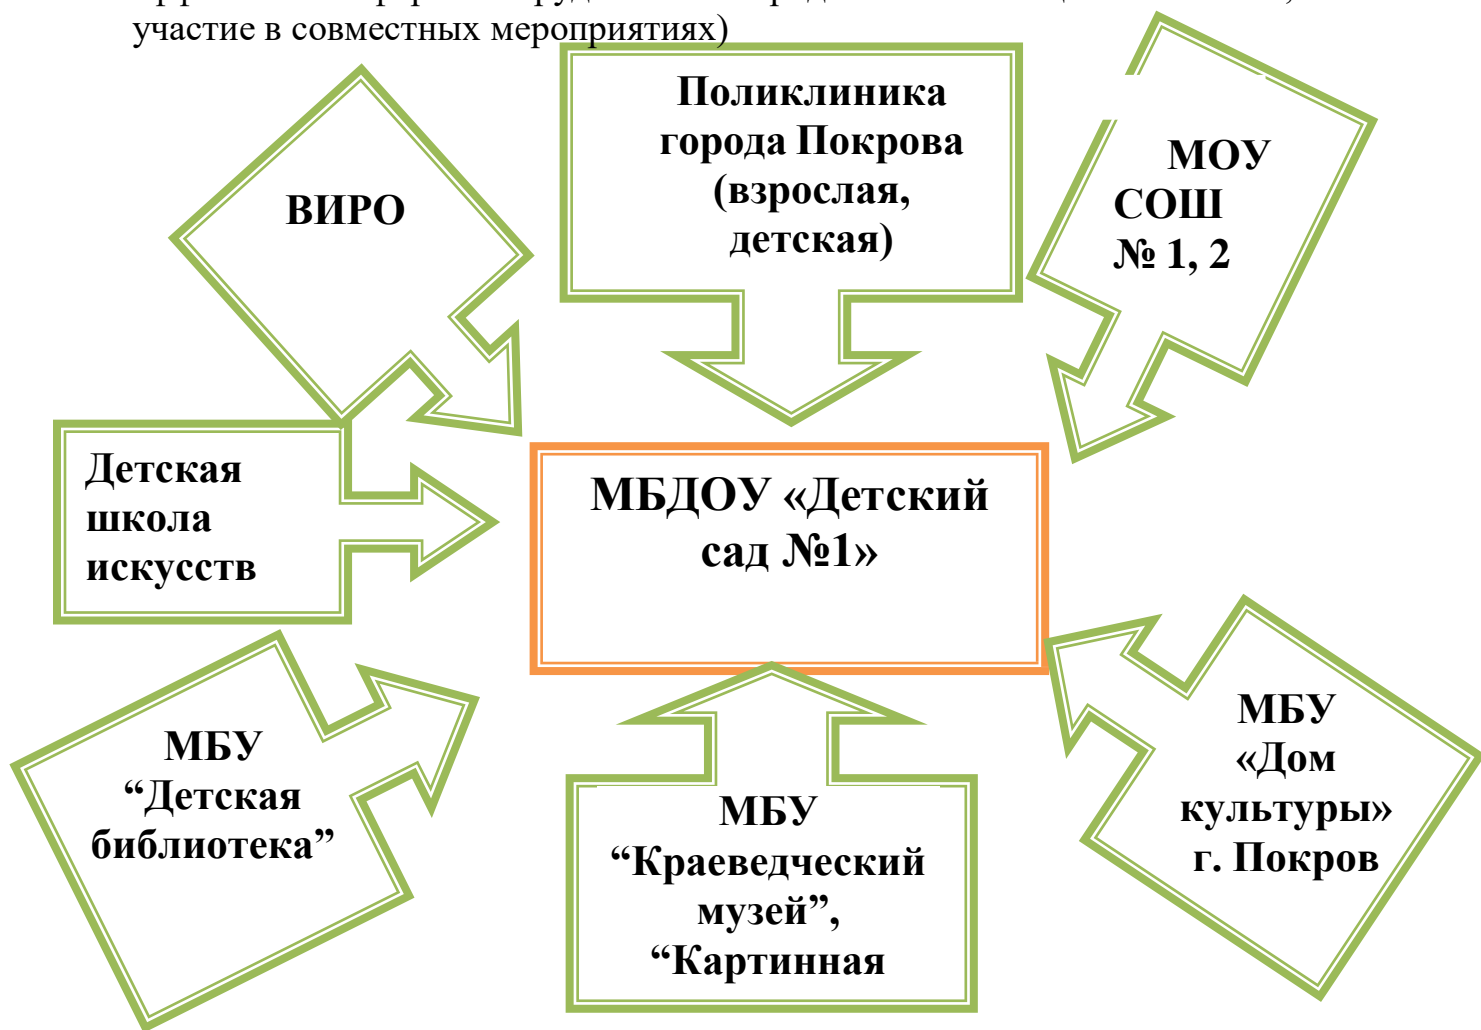 участие в совместных мероприятиях)
Поликлиника
города Покрова
(взрослая,
детская)
МОУ
СОШ
№ 1, 2
ВИРО
Детская
школа
искусств
МБДОУ «Детский
сад №1»
МБУ
“Детская
библиотека”
МБУ
“Краеведческий
музей”,
“Картинная
МБУ
«Дом
культуры»
г. Покров